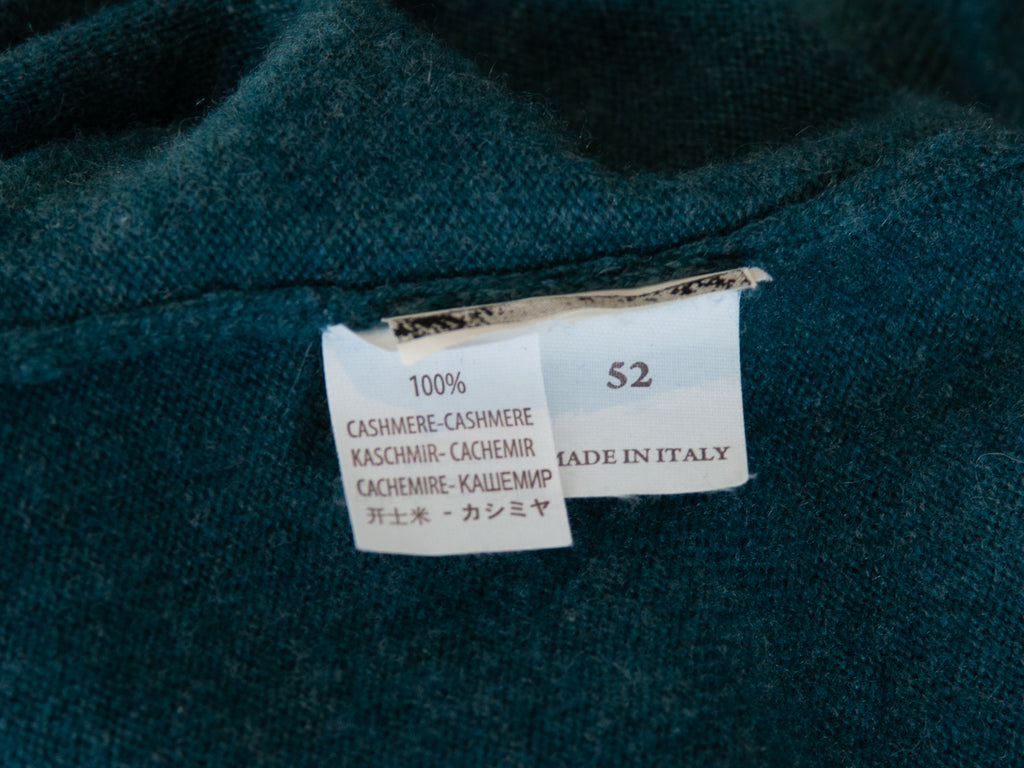 100%
CASHMERE-CASHMERE
KASCHMIR- CACHEMIR
CACHEMIRE-КАШЕМИР
开士米 - カシミヤ
52
MADE IN ITALY